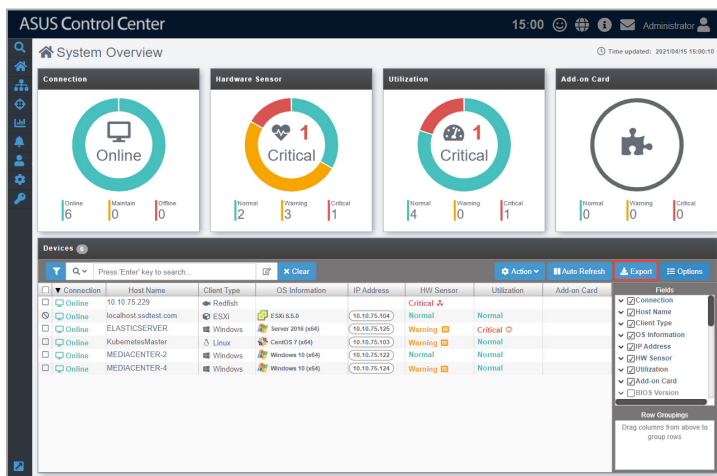 ASUS Control Center
15:00
Administrator
System Overview
Time updated: 2021/04/15 15:00:10
Connection
Hardware Sensor
Utilization
Add-on Card
Online
1
Critical
1
Critical
Online
6
Maintain
0
Offline
0
Normal
2
Warning
3
Critical
1
Normal
4
Warning
0
Critical
1
Normal
0
Warning
0
Critical
0
Devices 6
Press 'Enter' key to search...
Clear
Action
Auto Refresh
Export
Options
Connection Host Name Client Type OS Information IP Address HW Sensor Utilization Add-on Card
Online 10.10.75.229 Redfish Critical
Online localhost.ssdtest.com ESXi ESXi 6.5.0 10.10.75.104 Normal Normal
Online ELASTICSERVER Windows Server 2016 (x64) 10.10.75.125 Warning Critical
Online KubernetesMaster Linux CentOS 7 (x64) 10.10.75.103 Warning Normal
Online MEDIACENTER-2 Windows Windows 10 (x64) 10.10.75.122 Normal Normal
Online MEDIACENTER-4 Windows Windows 10 (x64) 10.10.75.124 Warning Normal
Fields
Connection
Host Name
Client Type
OS Information
IP Address
HW Sensor
Utilization
Add-on Card
BIOS Version
Row Groupings
Drag columns from above to
group rows